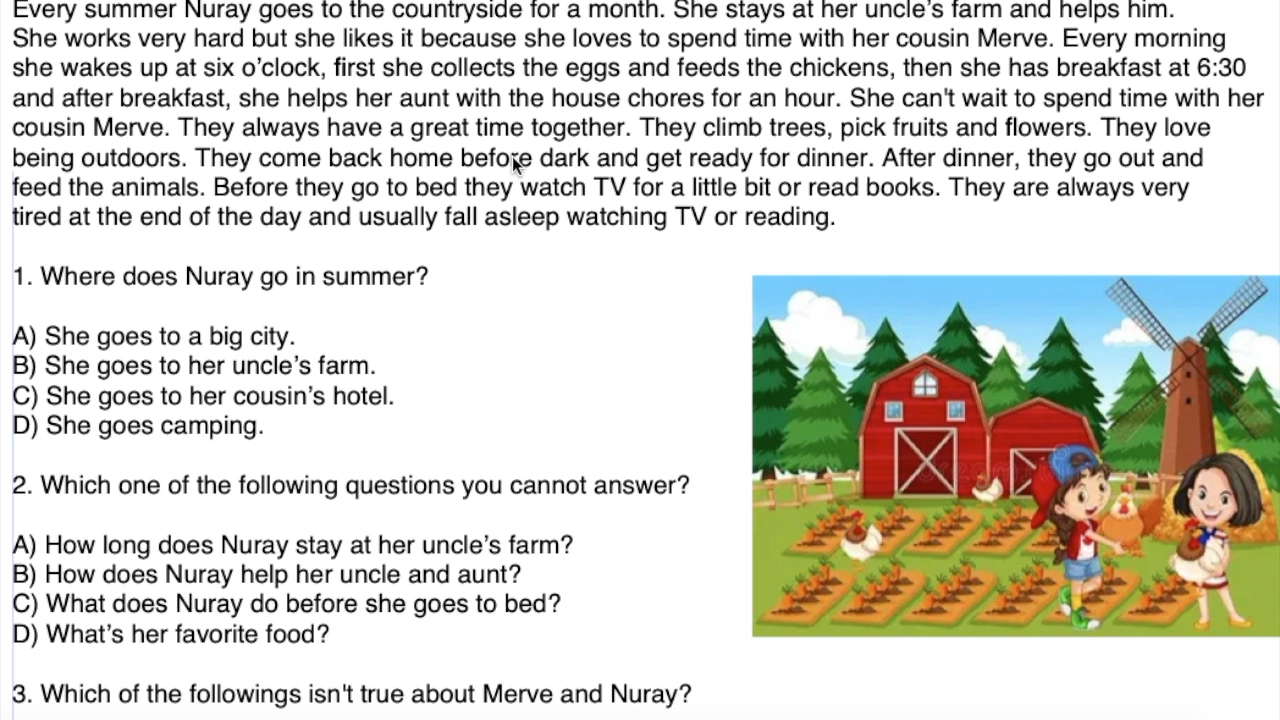 Every summer Nuray goes to the countryside for a month. She stays at her uncle’s farm and helps him.
She works very hard but she likes it because she loves to spend time with her cousin Merve. Every morning
she wakes up at six o’clock, first she collects the eggs and feeds the chickens, then she has breakfast at 6:30
and after breakfast, she helps her aunt with the house chores for an hour. She can't wait to spend time with her
cousin Merve. They always have a great time together. They climb trees, pick fruits and flowers. They love
being outdoors. They come back home before dark and get ready for dinner. After dinner, they go out and
feed the animals. Before they go to bed they watch TV for a little bit or read books. They are always very
tired at the end of the day and usually fall asleep watching TV or reading.
1. Where does Nuray go in summer?
A) She goes to a big city.
B) She goes to her uncle’s farm.
C) She goes to her cousin’s hotel.
D) She goes camping.
2. Which one of the following questions you cannot answer?
A) How long does Nuray stay at her uncle’s farm?
B) How does Nuray help her uncle and aunt?
C) What does Nuray do before she goes to bed?
D) What’s her favorite food?
3. Which of the followings isn't true about Merve and Nuray?